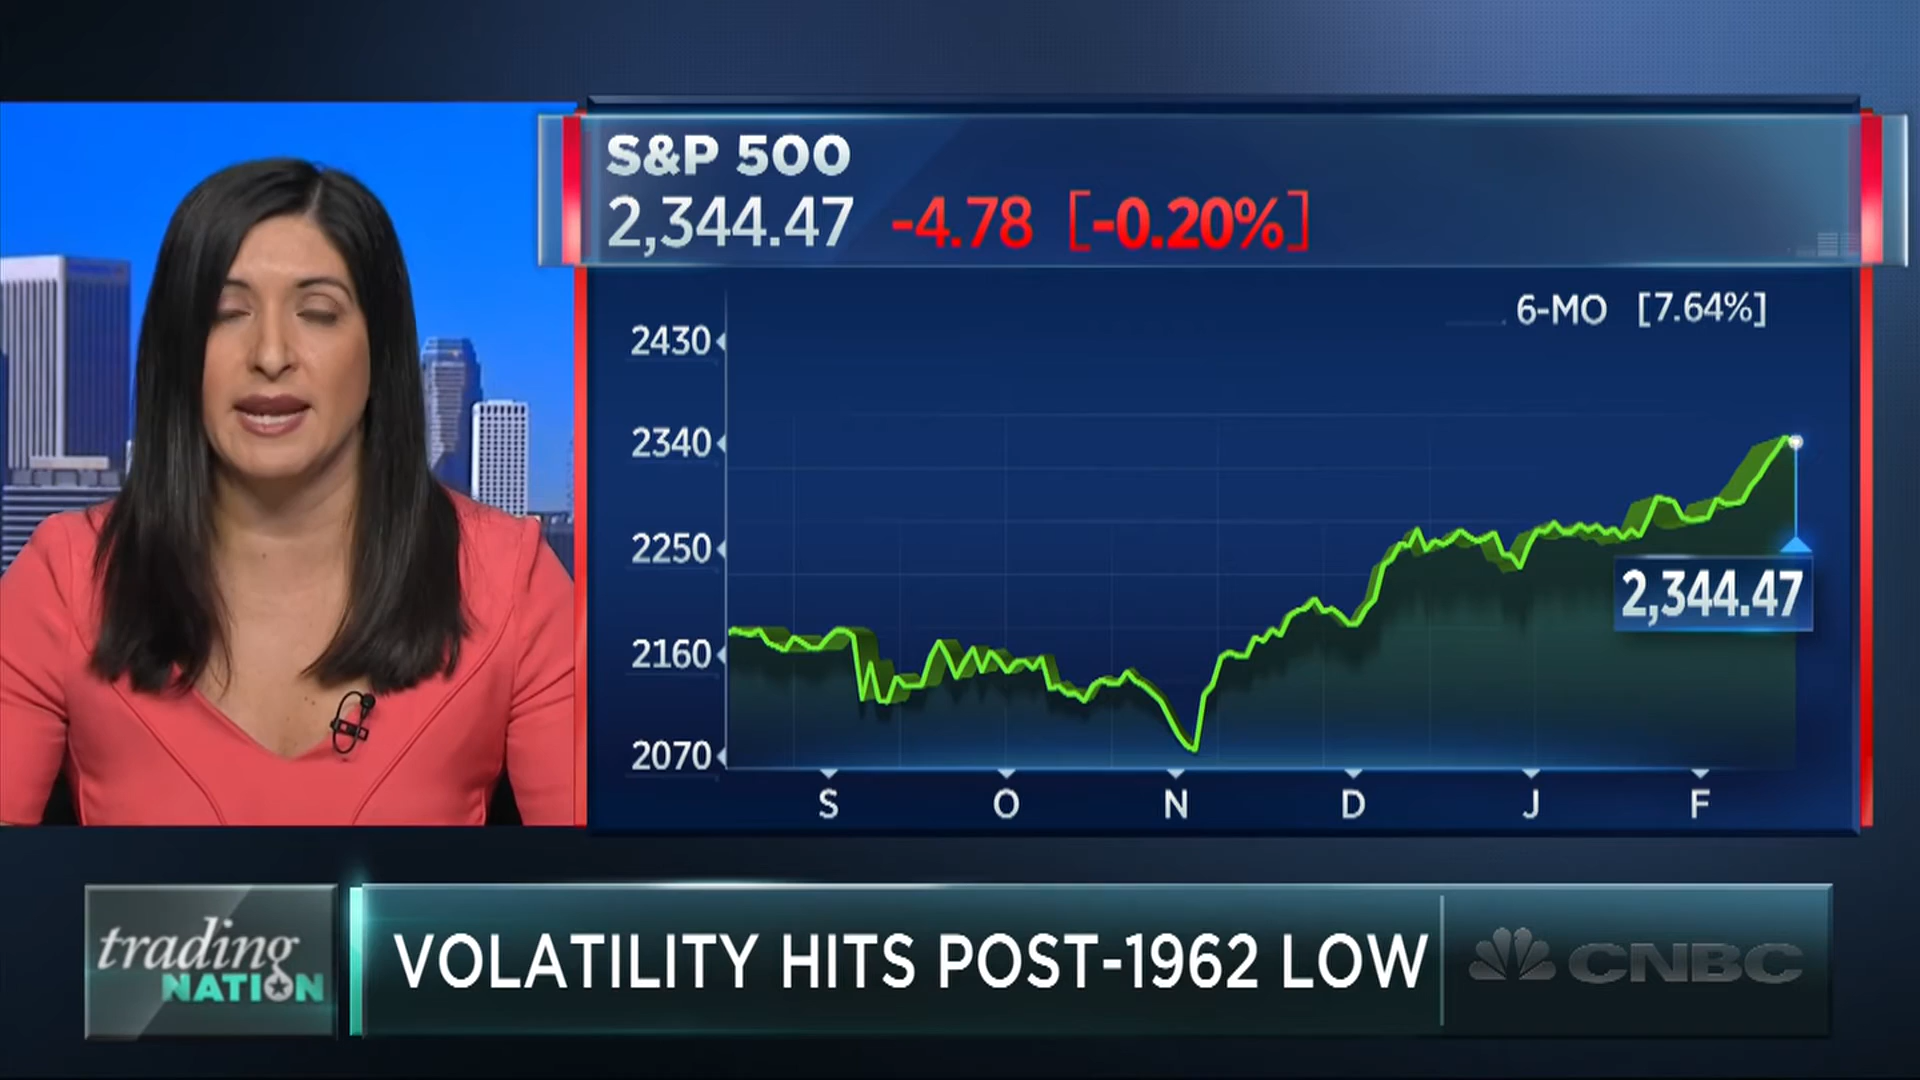 S&P 500
2,344.47 -4.78 [-0.20%]
6-MO [7.64%]
2430
2340
2250
2160
2070
2,344.47
S O N D J F
trading
NATION
VOLATILITY HITS POST-1962 LOW
CNBC